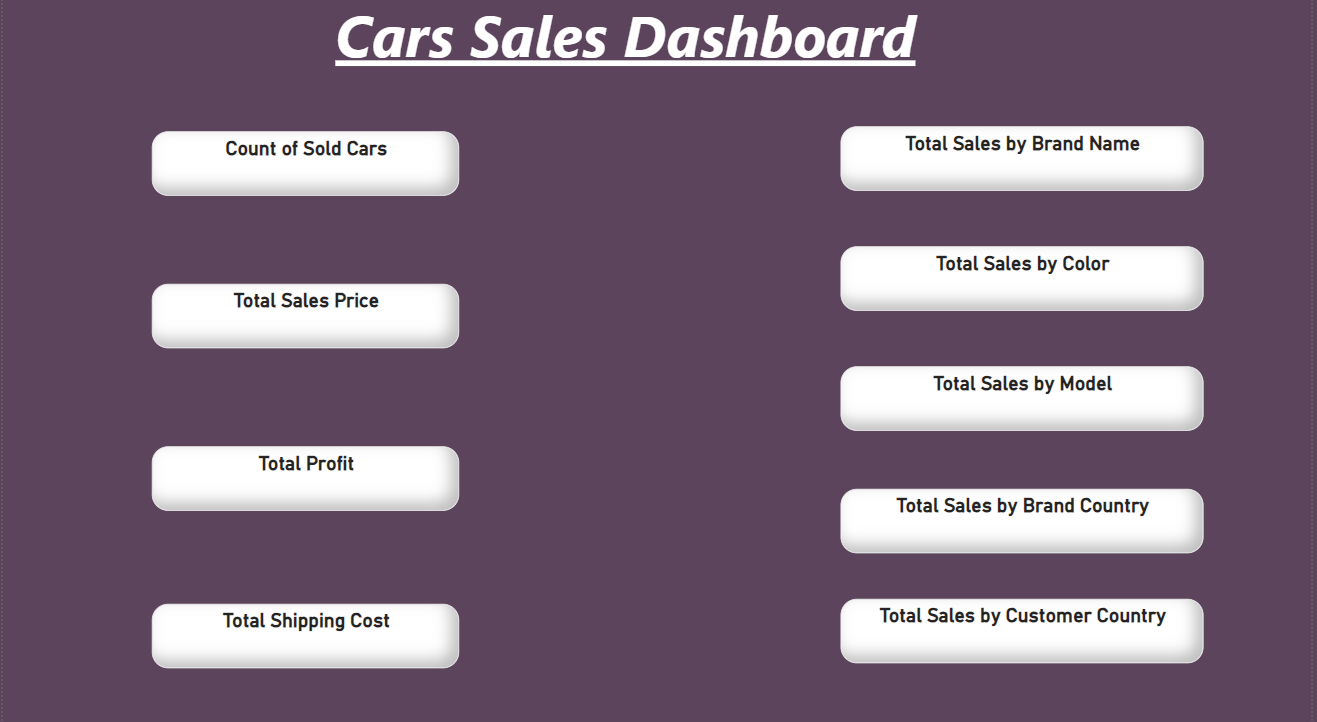 Cars Sales Dashboard
Count of Sold Cars
Total Sales Price
Total Profit
Total Shipping Cost
Total Sales by Brand Name
Total Sales by Color
Total Sales by Model
Total Sales by Brand Country
Total Sales by Customer Country